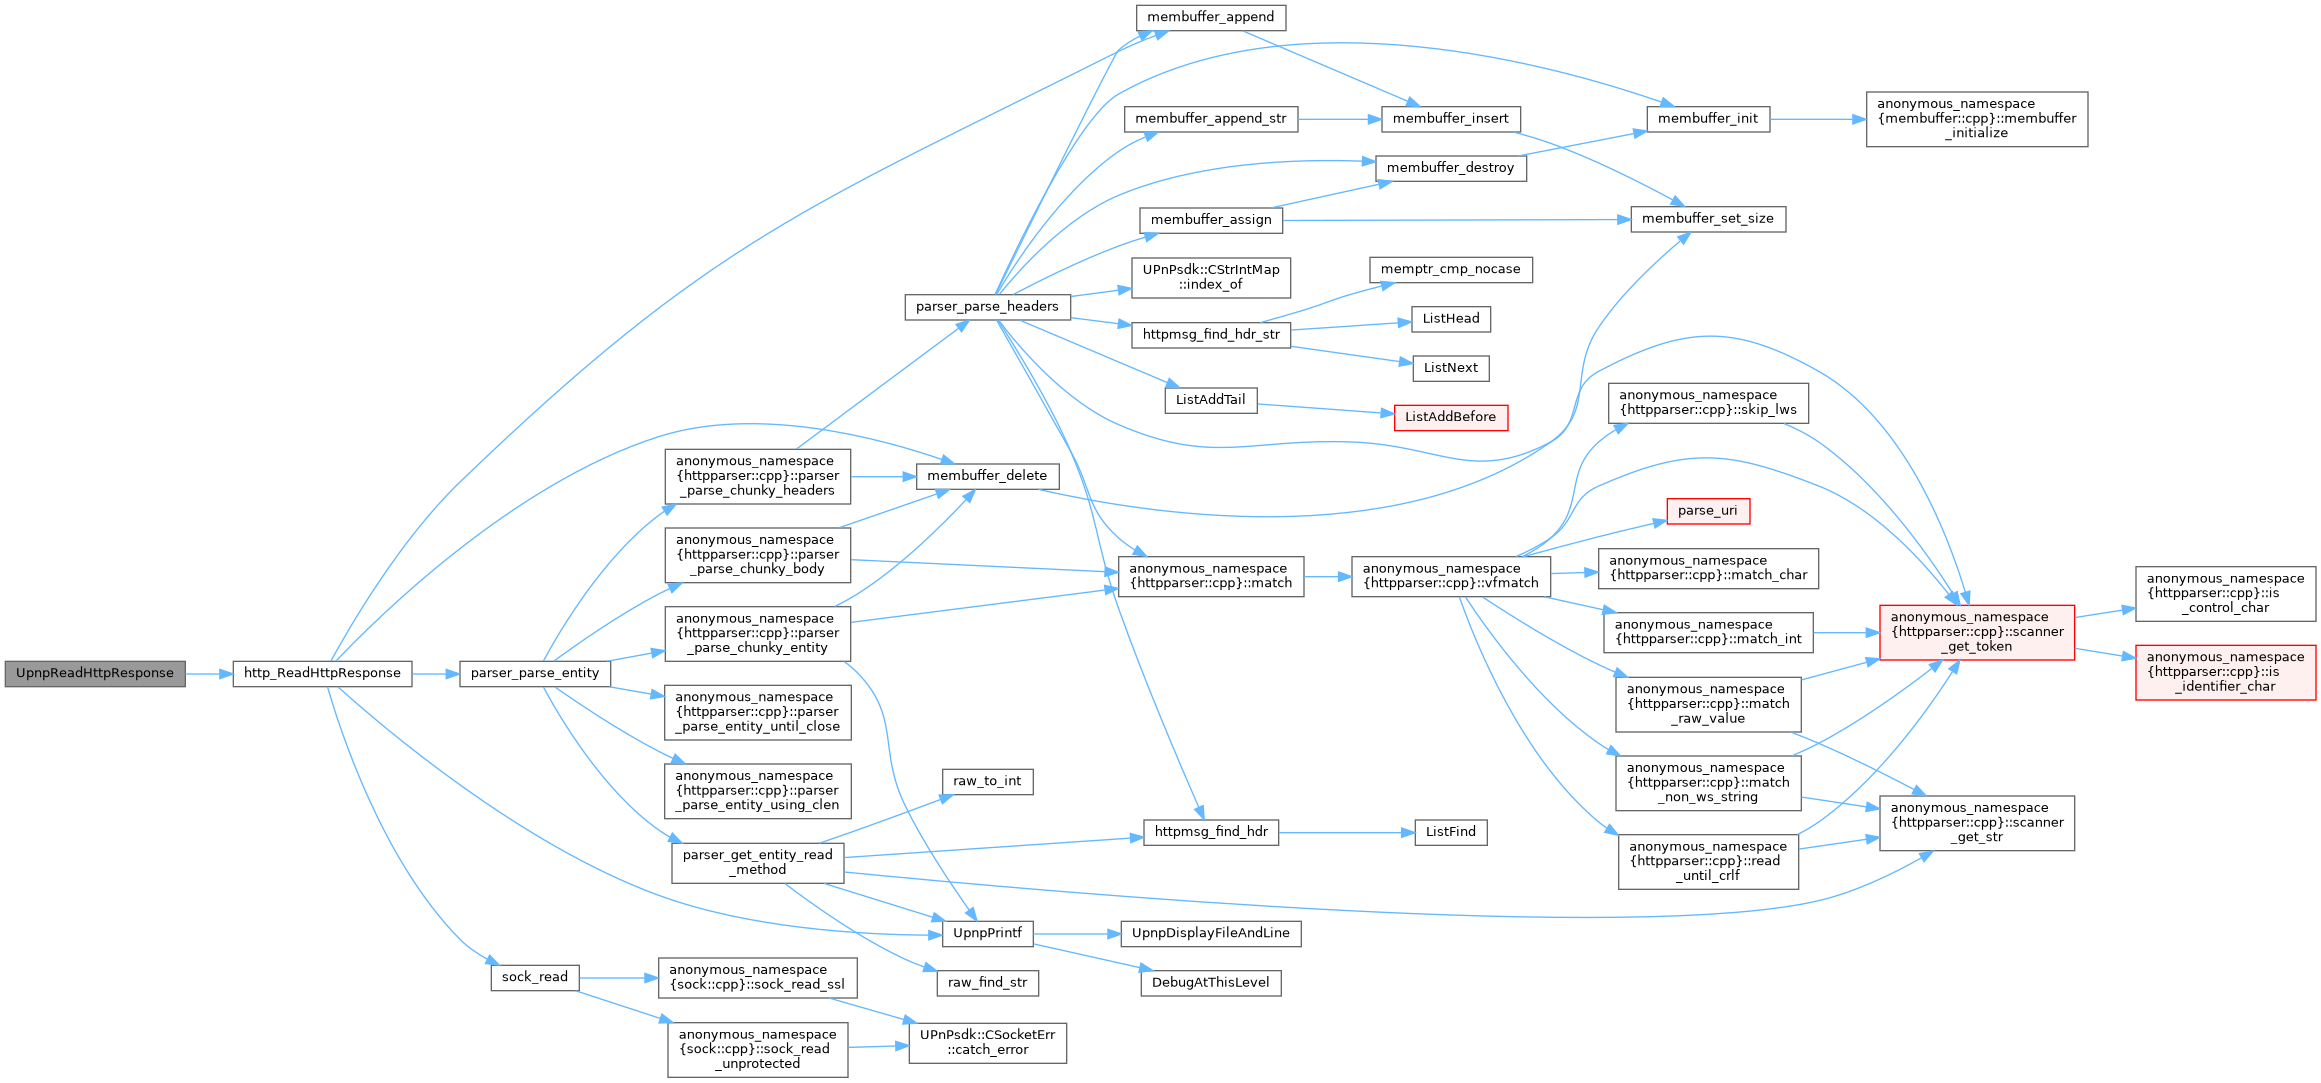 UpnpReadHttpResponse
http_ReadHttpResponse
parser_parse_entity
sock_read
anonymous_namespace
{httpparser::cpp}::parser
_parse_chunky_headers
anonymous_namespace
{httpparser::cpp}::parser
_parse_chunky_body
anonymous_namespace
{httpparser::cpp}::parser
_parse_chunky_entity
anonymous_namespace
{httpparser::cpp}::parser
_parse_entity_until_close
anonymous_namespace
{httpparser::cpp}::parser
_parse_entity_using_clen
parser_get_entity_read
_method
anonymous_namespace
{sock::cpp}::sock_read_ssl
anonymous_namespace
{sock::cpp}::sock_read
_unprotected
parser_parse_headers
membuffer_delete
raw_to_int
UpnpPrintf
raw_find_str
UPnPsdk::CSocketErr
::catch_error
membuffer_append
membuffer_append_str
membuffer_assign
UPnPsdk::CStrIntMap
::index_of
httpmsg_find_hdr_str
ListAddTail
anonymous_namespace
{httpparser::cpp}::match
httpmsg_find_hdr
UpnpDisplayFileAndLine
DebugAtThisLevel
membuffer_insert
membuffer_destroy
memptr_cmp_nocase
ListHead
ListNext
ListAddBefore
anonymous_namespace
{httpparser::cpp}::vfmatch
ListFind
membuffer_init
membuffer_set_size
anonymous_namespace
{httpparser::cpp}::skip_lws
parse_uri
anonymous_namespace
{httpparser::cpp}::match_char
anonymous_namespace
{httpparser::cpp}::match_int
anonymous_namespace
{httpparser::cpp}::match
_raw_value
anonymous_namespace
{httpparser::cpp}::match
_non_ws_string
anonymous_namespace
{httpparser::cpp}::read
_until_crlf
anonymous_namespace
{membuffer::cpp}::membuffer
_initialize
anonymous_namespace
{httpparser::cpp}::scanner
_get_token
anonymous_namespace
{httpparser::cpp}::scanner
_get_str
anonymous_namespace
{httpparser::cpp}::is
_control_char
anonymous_namespace
{httpparser::cpp}::is
_identifier_char